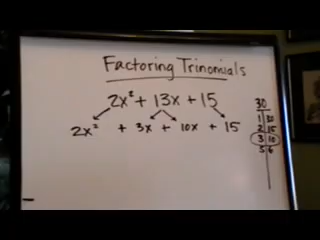 Factoring Trinomials
2x² + 13x + 15
2x² + 3x + 10x + 15
30
1 30
2 15
3 10
5 6